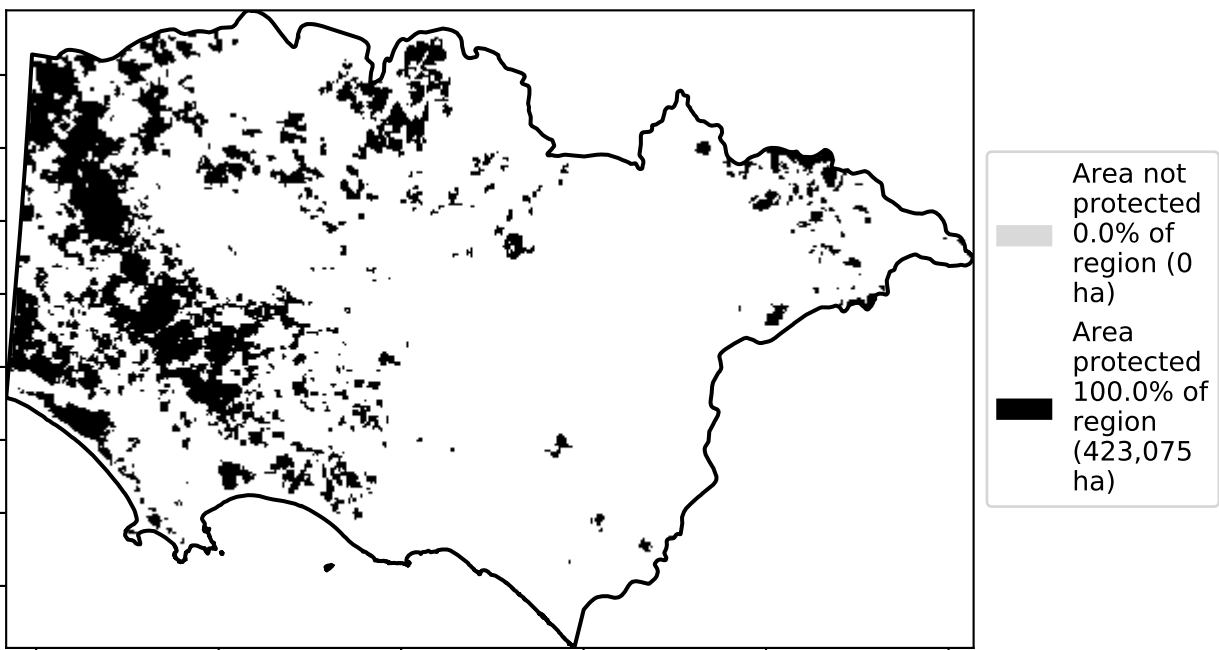 Area not
protected
0.0% of
region (0
ha)
Area
protected
100.0% of
region
(423,075
ha)